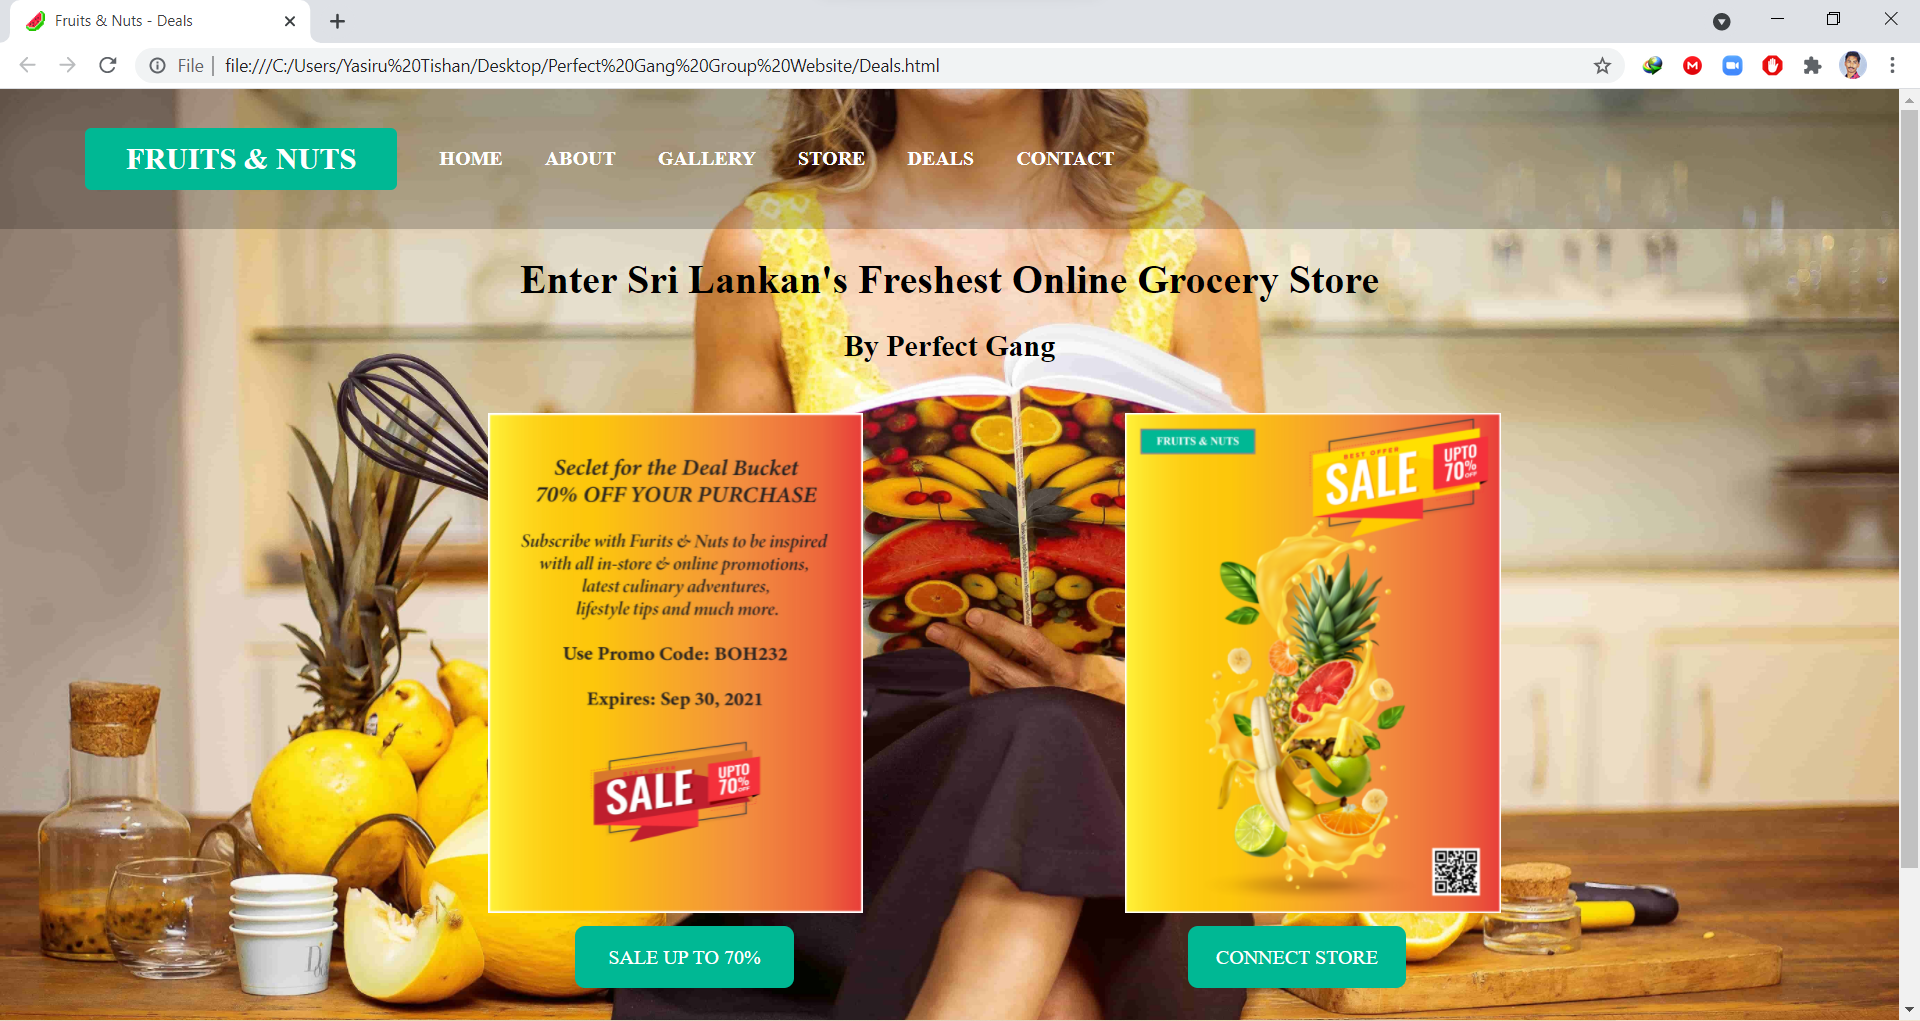 Fruits & Nuts - Deals
File | file:///C:/Users/Yasiru%20Tishan/Desktop/Perfect%20Gang%20Group%20Website/Deals.html
FRUITS & NUTS HOME ABOUT GALLERY STORE DEALS CONTACT
Enter Sri Lankan's Freshest Online Grocery Store
By Perfect Gang
Seclet for the Deal Bucket
70% OFF YOUR PURCHASE
Subscribe with Furits & Nuts to be inspired
with all in-store & online promotions,
latest culinary adventures,
lifestyle tips and much more.
Use Promo Code: BOH232
Expires: Sep 30, 2021
SALE UPTO
70%
OFF
FRUITS & NUTS
BEST OFFER
SALE UPTO
70%
OFF
SALE UP TO 70%
CONNECT STORE